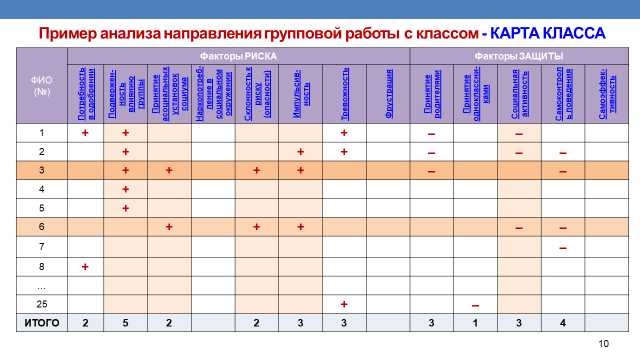 Пример анализа направления групповой работы с классом - КАРТА КЛАССА
ФИО (№) Факторы РИСКА Факторы ЗАЩИТЫ
Потребность в одобрении
Подвержен-
ность
влиянию
группы
Принятие
асоциальных
установок
социума
Наркопотреб-
ление в
социальном
окружении
Склонность к
риску
(опасности)
Импульсив-
ность
Тревожность
Фрустрация
Принятие
родителями
Принятие
одноклассни-
ками
Социальная
активность
Самоконтрол
ь поведения
Самоэффек-
тивность
1 + + + – –
2 + + + – – –
3 + + + + – –
4 +
5 +
6 + + + – –
7 –
8 +
...
25 + –
ИТОГО 2 5 2 2 3 3 3 1 3 4
10